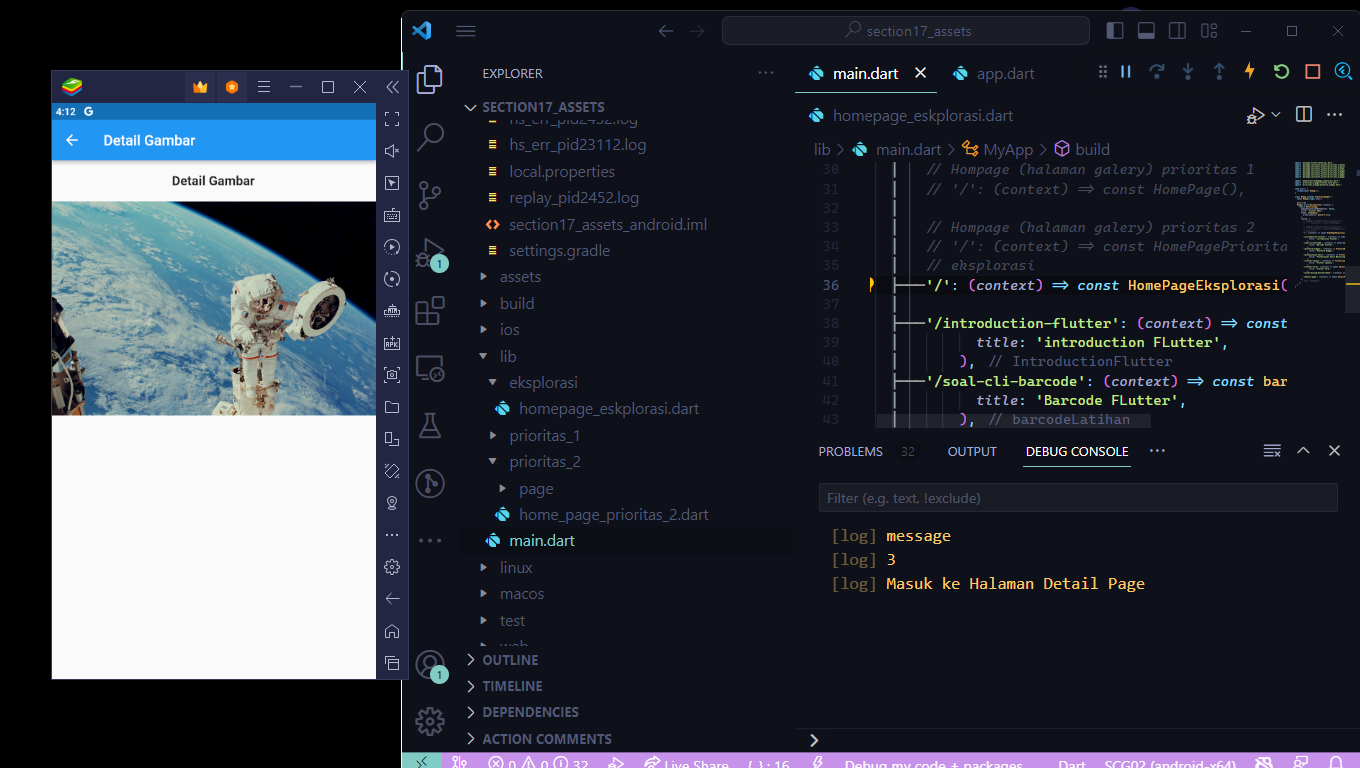 4:12 G
Detail Gambar
Detail Gambar
APK
section17_assets
EXPLORER
SECTION17_ASSETS
hs_err_pid2452.log
hs_err_pid23112.log
local.properties
replay_pid2452.log
section17_assets_android.iml
settings.gradle
assets
build
ios
lib
eksplorasi
homepage_eskplorasi.dart
prioritas_1
prioritas_2
page
home_page_prioritas_2.dart
main.dart
linux
macos
test
web
OUTLINE
TIMELINE
DEPENDENCIES
ACTION COMMENTS
1
1
main.dart
app.dart
homepage_eskplorasi.dart
lib > main.dart > MyApp > build
30 // Hompage (halaman galery) prioritas 1
31 // '/': (context) => const HomePage(),
32
33 // Hompage (halaman galery) prioritas 2
34 // '/': (context) => const HomePagePriorita
35 // eksplorasi
36 '/': (context) => const HomePageEksplorasi(
37
38 '/introduction-flutter': (context) => const
39 title: 'introduction FLutter',
40 ), // IntroductionFlutter
41 '/soal-cli-barcode': (context) => const bar
42 title: 'Barcode FLutter',
43 ), // barcodeLatihan
PROBLEMS 32 OUTPUT DEBUG CONSOLE
Filter (e.g. text, !exclude)
[log] message
[log] 3
[log] Masuk ke Halaman Detail Page
0 0 32 Live Share { } : 16 Debug my code + packages Dart SCG02 (android-x64)